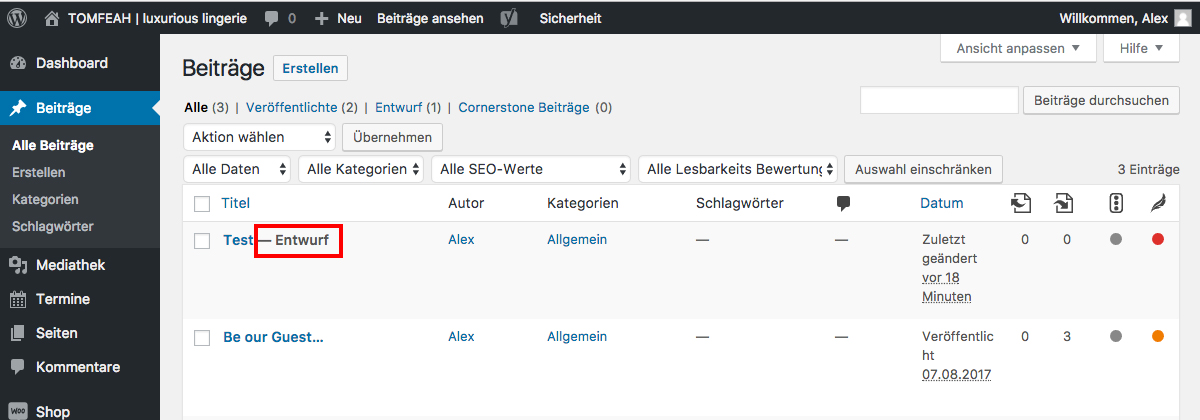 TOMFEAH | luxurious lingerie 0 Neu Beiträge ansehen Sicherheit Willkommen, Alex
Dashboard
Beiträge
Alle Beiträge
Erstellen
Kategorien
Schlagwörter
Mediathek
Termine
Seiten
Kommentare
Woo Shop
Ansicht anpassen Hilfe
Beiträge Erstellen
Alle (3) | Veröffentlichte (2) | Entwurf (1) | Cornerstone Beiträge (0)
Beiträge durchsuchen
Aktion wählen Übernehmen
Alle Daten Alle Kategorien Alle SEO-Werte Alle Lesbarkeits Bewertung Auswahl einschränken 3 Einträge
Titel Autor Kategorien Schlagwörter Datum
Test — Entwurf Alex Allgemein — — Zuletzt 0 0
geändert
vor 18
Minuten
Be our Guest... Alex Allgemein — — Veröffentlic 0 3
ht
07.08.2017